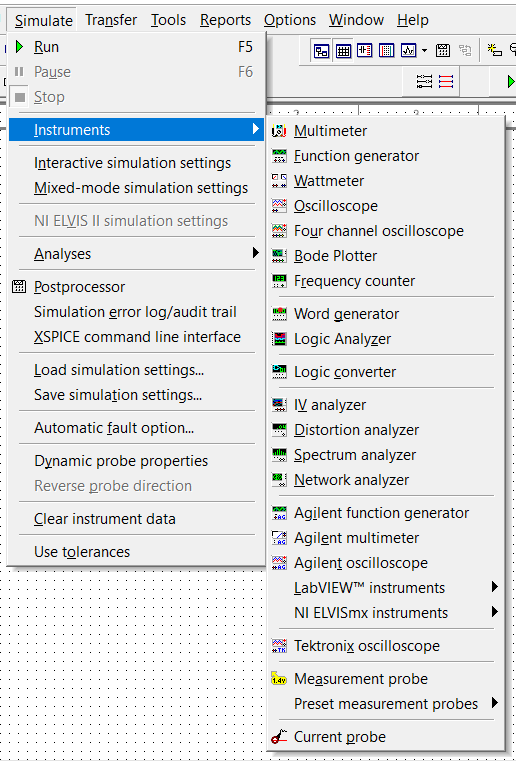 Simulate Transfer Tools Reports Options Window Help
Run F5
Pause F6
Stop
Instruments
Interactive simulation settings
Mixed-mode simulation settings
NI ELVIS II simulation settings
Analyses
Postprocessor
Simulation error log/audit trail
XSPICE command line interface
Load simulation settings...
Save simulation settings...
Automatic fault option...
Dynamic probe properties
Reverse probe direction
Clear instrument data
Use tolerances
Multimeter
Function generator
Wattmeter
Oscilloscope
Four channel oscilloscope
Bode Plotter
Frequency counter
Word generator
Logic Analyzer
Logic converter
IV analyzer
Distortion analyzer
Spectrum analyzer
Network analyzer
Agilent function generator
Agilent multimeter
Agilent oscilloscope
LabVIEW™ instruments
NI ELVISmx instruments
Tektronix oscilloscope
Measurement probe
Preset measurement probes
Current probe